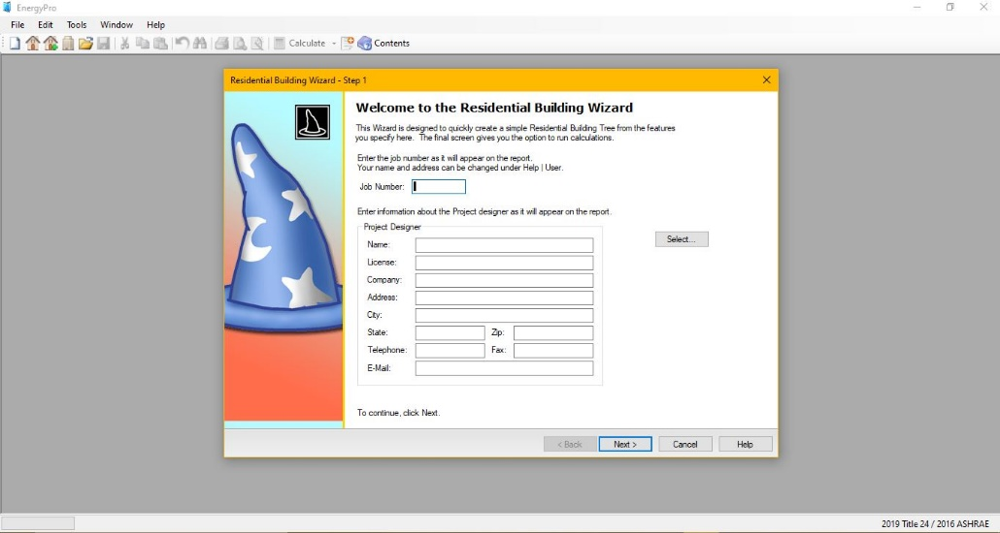 EnergyPro
File Edit Tools Window Help
Calculate Contents
Residential Building Wizard - Step 1
Welcome to the Residential Building Wizard
This Wizard is designed to quickly create a simple Residential Building Tree from the features
you specify here. The final screen gives you the option to run calculations.
Enter the job number as it will appear on the report.
Your name and address can be changed under Help | User.
Job Number:
Enter information about the Project designer as it will appear on the report.
Project Designer
Select...
Name:
License:
Company:
Address:
City:
State: Zip:
Telephone: Fax:
E-Mail:
To continue, click Next.
< Back Next > Cancel Help
2019 Title 24 / 2016 ASHRAE